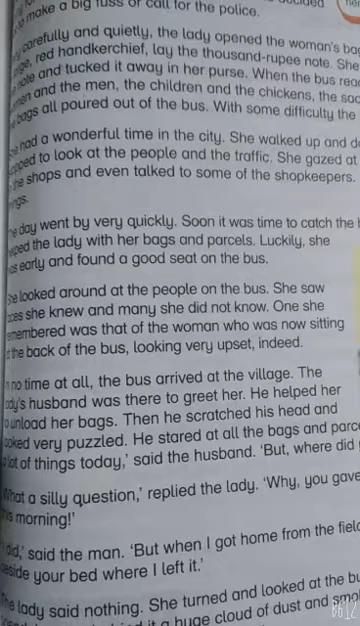 to make a big fuss or call for the police.
carefully and quietly, the lady opened the woman's bag
red handkerchief, lay the thousand-rupee note. She
note and tucked it away in her purse. When the bus
and the men, the children and the chickens, the
bags all poured out of the bus. With some difficulty the
had a wonderful time in the city. She walked up and
to look at the people and the traffic. She gazed at
the shops and even talked to some of the shopkeepers.
day went by very quickly. Soon it was time to catch the
the lady with her bags and parcels. Luckily, she
early and found a good seat on the bus.
She looked around at the people on the bus. She saw
she knew and many she did not know. One she
was that of the woman who was now sitting
the back of the bus, looking very upset, indeed.
no time at all, the bus arrived at the village. The
husband was there to greet her. He helped her
unload her bags. Then he scratched his head and
very puzzled. He stared at all the bags and
lot of things today,' said the husband. 'But, where did
What a silly question,' replied the lady. 'Why, you gave
morning!'
did,' said the man. 'But when I got home from the
your bed where I left it.'
lady said nothing. She turned and looked at the
it a huge cloud of dust and